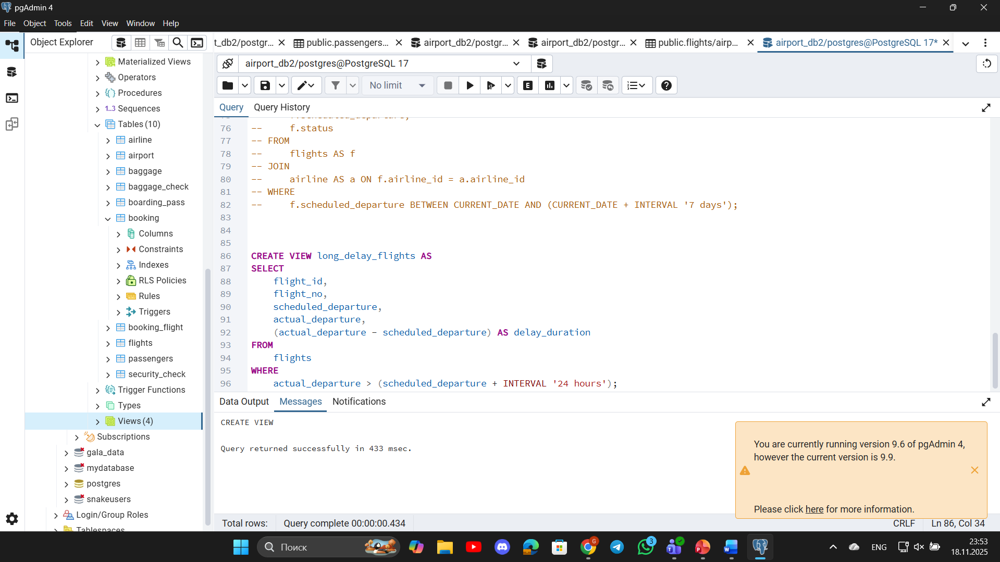 pgAdmin 4
File Object Tools Edit View Window Help
Object Explorer
t_db2/postgr... public.passengers... airport_db2/postgr... airport_db2/postgr... public.flights/airp... airport_db2/postgres@PostgreSQL 17*
airport_db2/postgres@PostgreSQL 17
No limit
E
Query Query History
Materialized Views
Operators
Procedures
1..3 Sequences
Tables (10)
airline
airport
baggage
baggage_check
boarding_pass
booking
Columns
Constraints
Indexes
RLS Policies
Rules
Triggers
booking_flight
flights
passengers
security_check
Trigger Functions
Types
Views (4)
Subscriptions
gala_data
mydatabase
postgres
snakeusers
Login/Group Roles
Tablespaces
76 -- f.status
77 -- FROM
78 -- flights AS f
79 -- JOIN
80 -- airline AS a ON f.airline_id = a.airline_id
81 -- WHERE
82 -- f.scheduled_departure BETWEEN CURRENT_DATE AND (CURRENT_DATE + INTERVAL '7 days');
83
84
85
86 CREATE VIEW long_delay_flights AS
87 SELECT
88 flight_id,
89 flight_no,
90 scheduled_departure,
91 actual_departure,
92 (actual_departure - scheduled_departure) AS delay_duration
93 FROM
94 flights
95 WHERE
96 actual_departure > (scheduled_departure + INTERVAL '24 hours');
Data Output Messages Notifications
CREATE VIEW
Query returned successfully in 433 msec.
You are currently running version 9.6 of pgAdmin 4,
however the current version is 9.9.
Please click here for more information.
Total rows: Query complete 00:00:00.434 CRLF Ln 86, Col 34
Поиск
G
3
ENG
23:53
18.11.2025